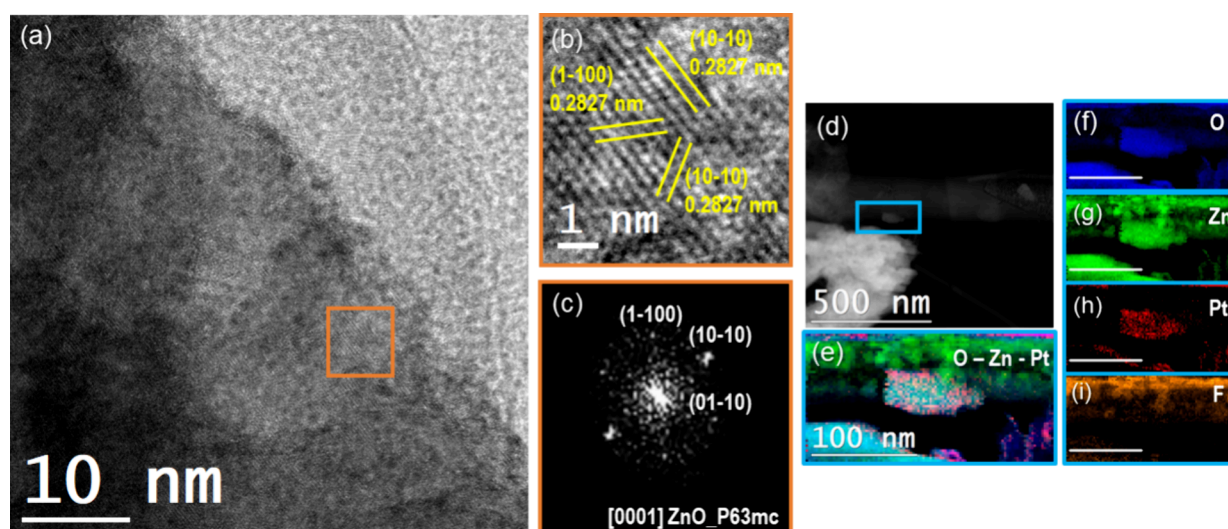 (a)
10 nm
(b)
(10-10)
0.2827 nm
(1-100)
0.2827 nm
(10-10)
0.2827 nm
1 nm
(c)
(1-100)
(10-10)
(01-10)
[0001] ZnO_P63mc
(d)
500 nm
(e)
O – Zn - Pt
100 nm
(f)
O
(g)
Zn
(h)
Pt
(i)
F